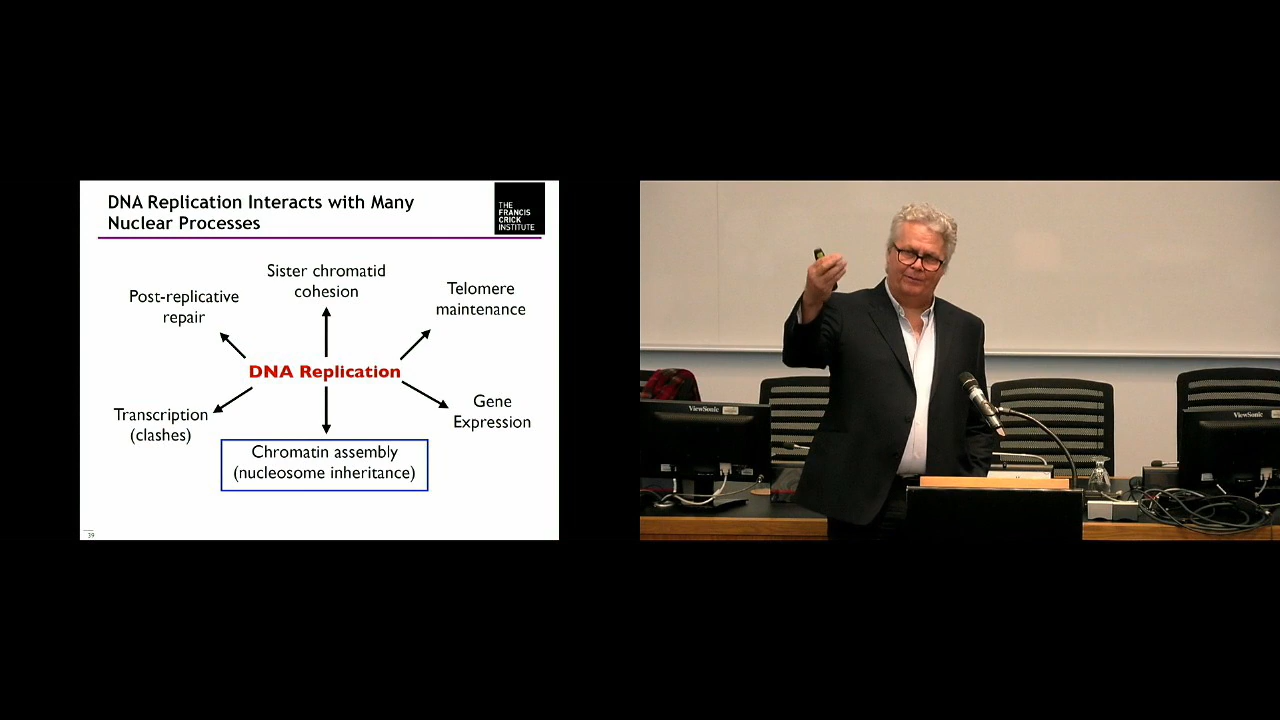 DNA Replication Interacts with Many
Nuclear Processes
THE
FRANCIS
CRICK
INSTITUTE
Sister chromatid
cohesion
Telomere
maintenance
Post-replicative
repair
DNA Replication
Transcription
(clashes)
Gene
Expression
Chromatin assembly
(nucleosome inheritance)
39
ViewSonic
ViewSonic